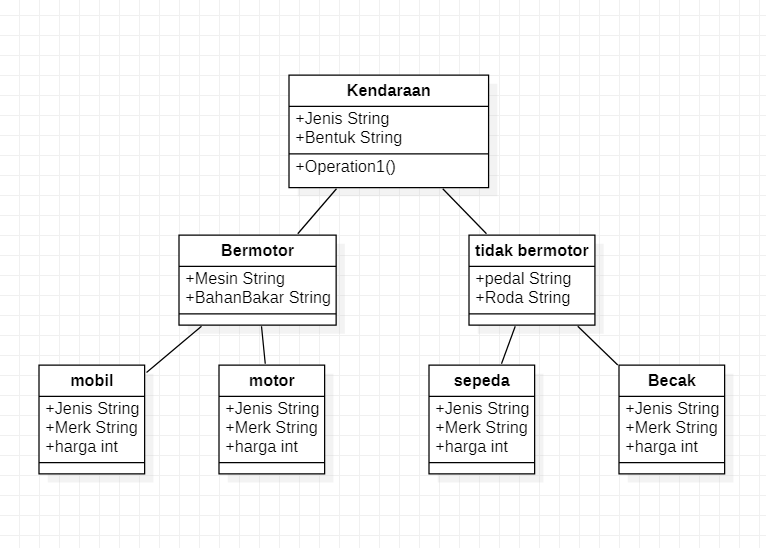 Kendaraan
+Jenis String
+Bentuk String
+Operation1()
Bermotor
+Mesin String
+BahanBakar String
tidak bermotor
+pedal String
+Roda String
mobil
+Jenis String
+Merk String
+harga int
motor
+Jenis String
+Merk String
+harga int
sepeda
+Jenis String
+Merk String
+harga int
Becak
+Jenis String
+Merk String
+harga int